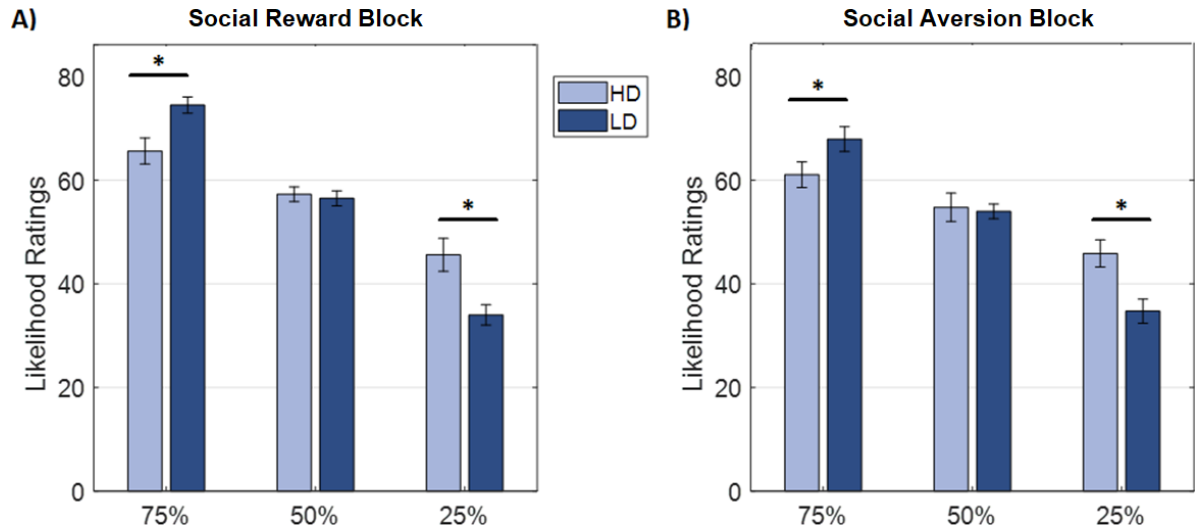 A)
Social Reward Block
Likelihood Ratings
80
60
40
20
0
*
*
75%
50%
25%
HD
LD
B)
Social Aversion Block
Likelihood Ratings
80
60
40
20
0
*
*
75%
50%
25%